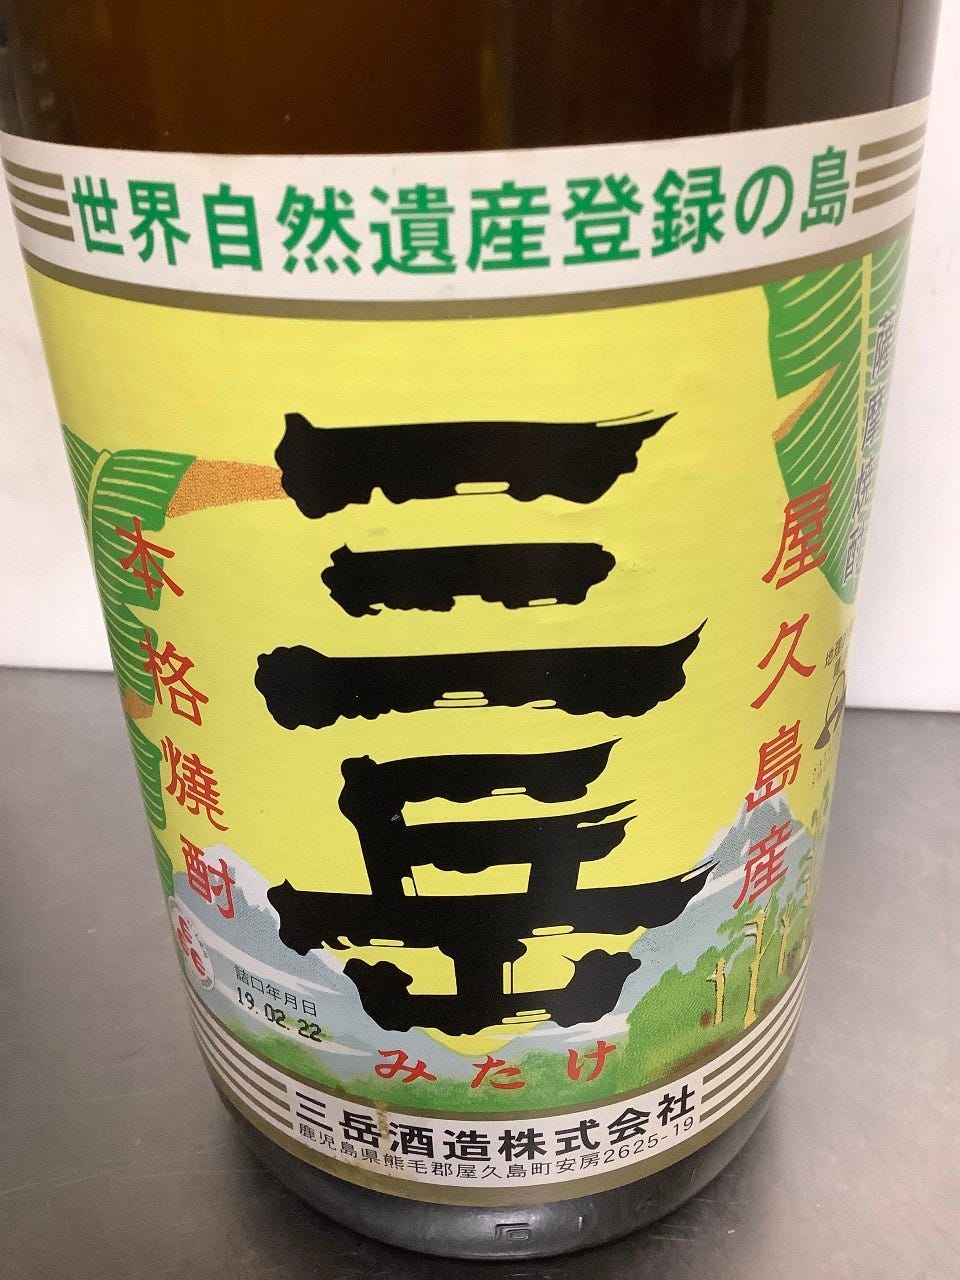 世界自然遺産登録の島
薩摩焼酎
屋久島産
三岳
本格焼酎
詰口年月日
19.02.22
みたけ
三岳酒造株式会社
鹿児島県熊毛郡屋久島町安房2625-19